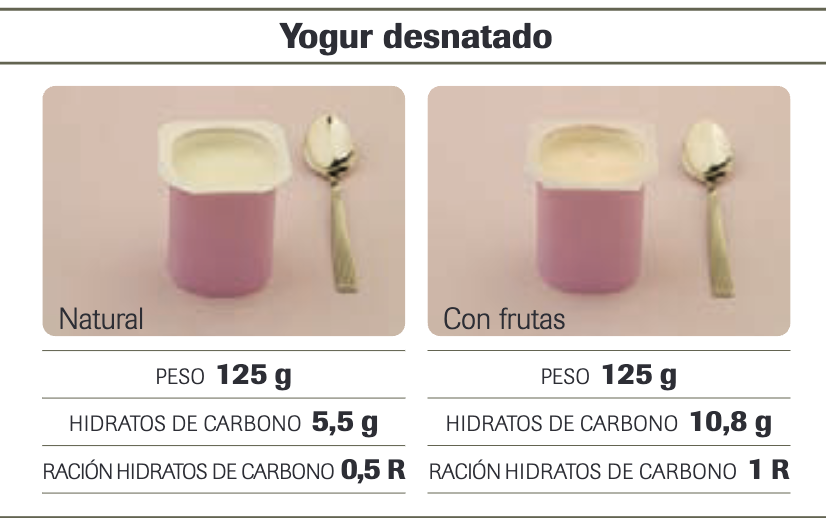 Yogur desnatado
Natural
PESO 125 g
HIDRATOS DE CARBONO 5,5 g
RACIÓN HIDRATOS DE CARBONO 0,5 R
Con frutas
PESO 125 g
HIDRATOS DE CARBONO 10,8 g
RACIÓN HIDRATOS DE CARBONO 1 R